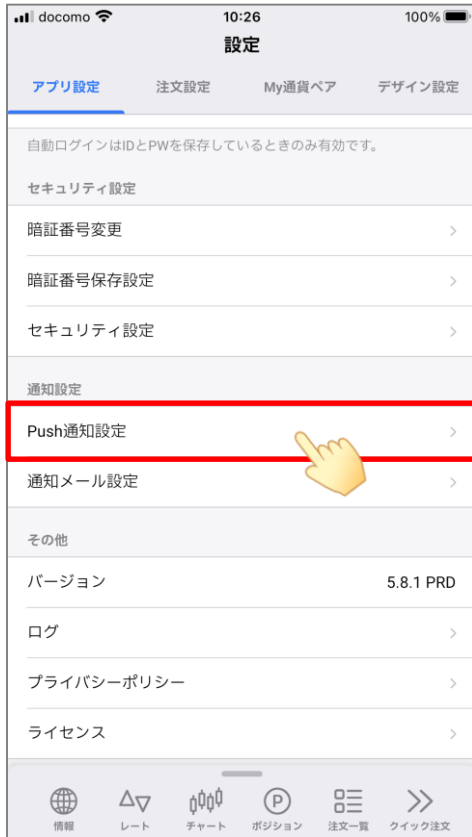 docomo 10:26 100%
設定
アプリ設定 注文設定 My通貨ペア デザイン設定
自動ログインはIDとPWを保存しているときのみ有効です。
セキュリティ設定
暗証番号変更
暗証番号保存設定
セキュリティ設定
通知設定
Push通知設定
通知メール設定
その他
バージョン 5.8.1 PRD
ログ
プライバシーポリシー
ライセンス
情報 レート チャート ポジション 注文一覧 クイック注文